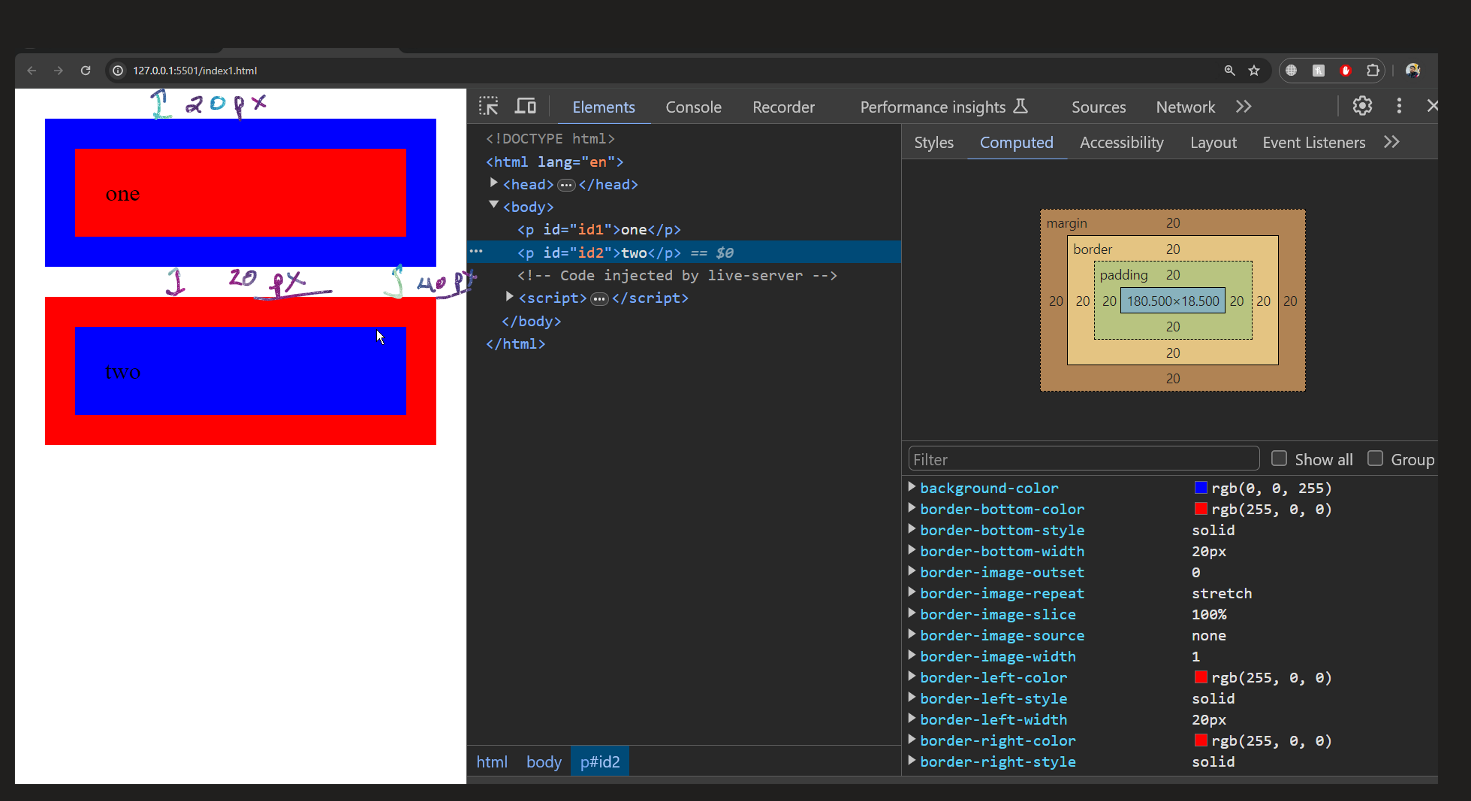 127.0.0.1:5501/index1.html
20px
one
20 px
40px
two
Elements
Console
Recorder
Performance insights
Sources
Network
<!DOCTYPE html>
<html lang="en">
<head> … </head>
<body>
<p id="id1">one</p>
… <p id="id2">two</p> == $0
<!-- Code injected by live-server -->
<script> … </script>
</body>
</html>
html body p#id2
Styles
Computed
Accessibility
Layout
Event Listeners
margin 20
border 20
padding 20
20 20 20 180.500×18.500 20 20 20
20
20
20
Filter
Show all
Group
background-color rgb(0, 0, 255)
border-bottom-color rgb(255, 0, 0)
border-bottom-style solid
border-bottom-width 20px
border-image-outset 0
border-image-repeat stretch
border-image-slice 100%
border-image-source none
border-image-width 1
border-left-color rgb(255, 0, 0)
border-left-style solid
border-left-width 20px
border-right-color rgb(255, 0, 0)
border-right-style solid